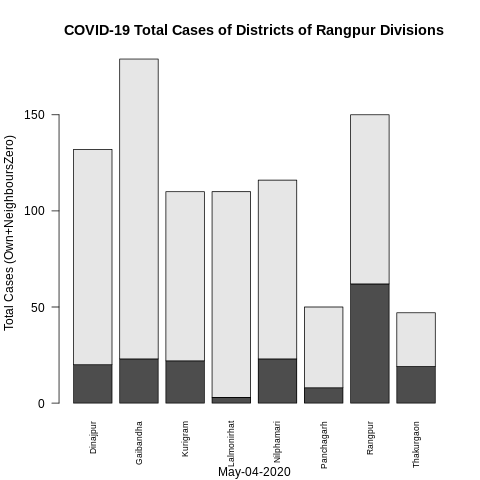 COVID-19 Total Cases of Districts of Rangpur Divisions
Total Cases (Own+NeighboursZero)
150
100
50
0
Dinajpur
Gaibandha
Kurigram
Lalmonirhat
Nilphamari
Panchagarh
Rangpur
Thakurgaon
May-04-2020